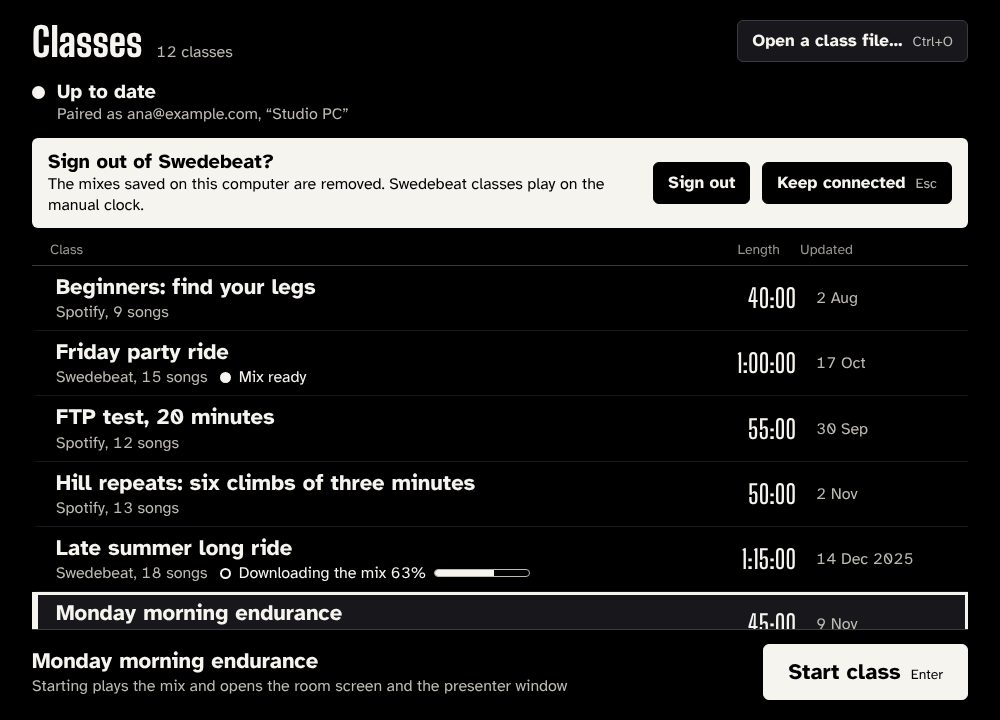 Classes 12 classes
Open a class file... Ctrl+O
Up to date
Paired as ana@example.com, “Studio PC”
Sign out of Swedebeat?
The mixes saved on this computer are removed. Swedebeat classes play on the
manual clock.
Sign out
Keep connected Esc
Class Length Updated
Beginners: find your legs
Spotify, 9 songs
40:00 2 Aug
Friday party ride
Swedebeat, 15 songs Mix ready
1:00:00 17 Oct
FTP test, 20 minutes
Spotify, 12 songs
55:00 30 Sep
Hill repeats: six climbs of three minutes
Spotify, 13 songs
50:00 2 Nov
Late summer long ride
Swedebeat, 18 songs Downloading the mix 63%
1:15:00 14 Dec 2025
Monday morning endurance
45:00 9 Nov
Monday morning endurance
Starting plays the mix and opens the room screen and the presenter window
Start class Enter